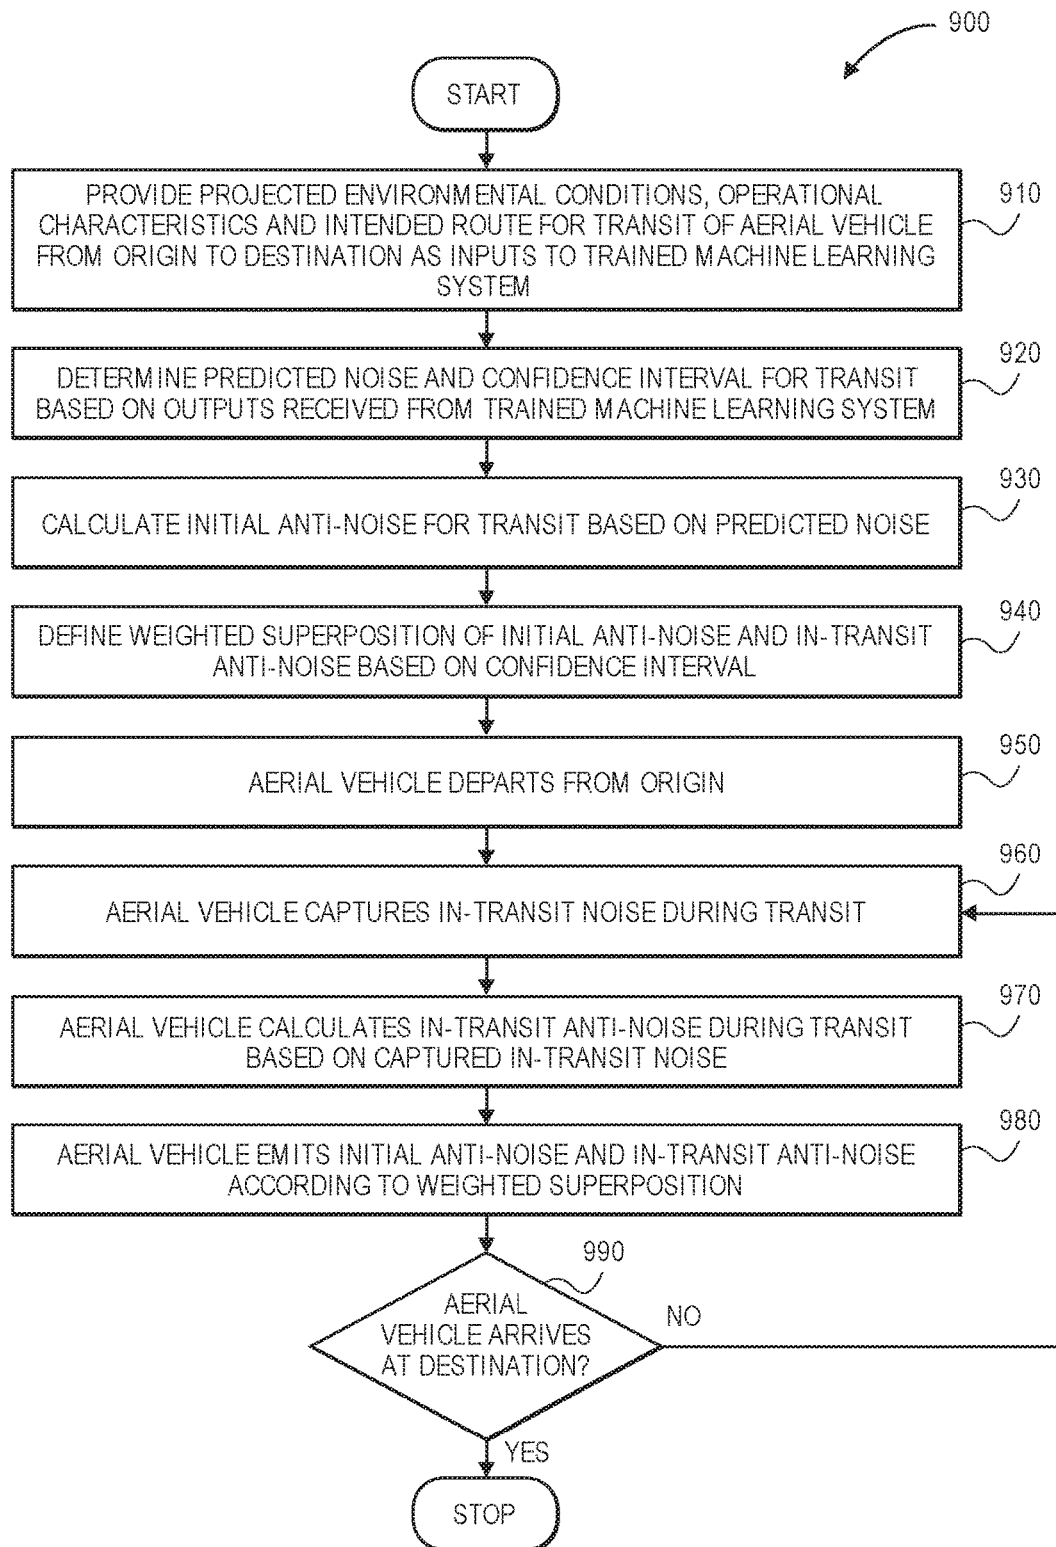 900
START
PROVIDE PROJECTED ENVIRONMENTAL CONDITIONS, OPERATIONAL
CHARACTERISTICS AND INTENDED ROUTE FOR TRANSIT OF AERIAL VEHICLE
FROM ORIGIN TO DESTINATION AS INPUTS TO TRAINED MACHINE LEARNING
SYSTEM
910
DETERMINE PREDICTED NOISE AND CONFIDENCE INTERVAL FOR TRANSIT
BASED ON OUTPUTS RECEIVED FROM TRAINED MACHINE LEARNING SYSTEM
920
CALCULATE INITIAL ANTI-NOISE FOR TRANSIT BASED ON PREDICTED NOISE
930
DEFINE WEIGHTED SUPERPOSITION OF INITIAL ANTI-NOISE AND IN-TRANSIT
ANTI-NOISE BASED ON CONFIDENCE INTERVAL
940
AERIAL VEHICLE DEPARTS FROM ORIGIN
950
AERIAL VEHICLE CAPTURES IN-TRANSIT NOISE DURING TRANSIT
960
AERIAL VEHICLE CALCULATES IN-TRANSIT ANTI-NOISE DURING TRANSIT
BASED ON CAPTURED IN-TRANSIT NOISE
970
AERIAL VEHICLE EMITS INITIAL ANTI-NOISE AND IN-TRANSIT ANTI-NOISE
ACCORDING TO WEIGHTED SUPERPOSITION
980
990
AERIAL
VEHICLE ARRIVES
AT DESTINATION?
NO
YES
STOP